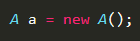 A a = new A();